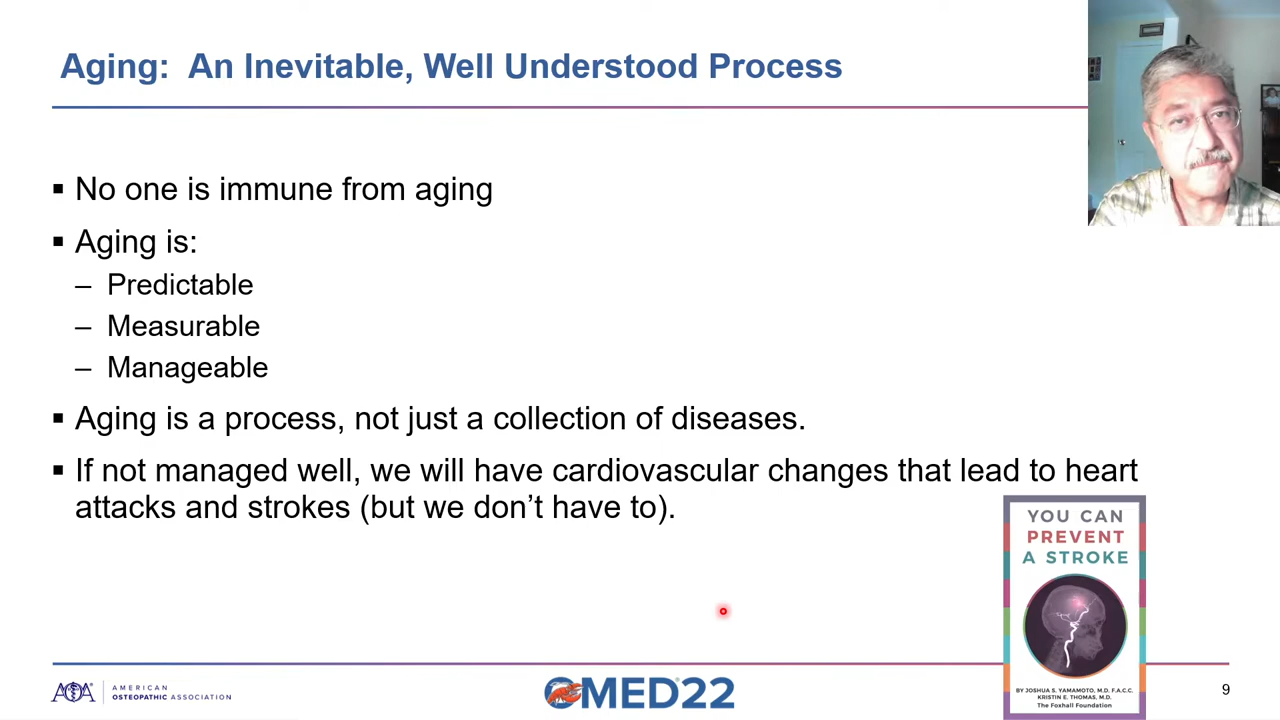 Aging: An Inevitable, Well Understood Process
▪ No one is immune from aging
▪ Aging is:
– Predictable
– Measurable
– Manageable
▪ Aging is a process, not just a collection of diseases.
▪ If not managed well, we will have cardiovascular changes that lead to heart
attacks and strokes (but we don’t have to).
YOU CAN
PREVENT
A STROKE
BY JOSHUA S. YAMAMOTO, M.D. F.A.C.C.
KRISTIN E. THOMAS, M.D.
The Foxhall Foundation
AOA
AMERICAN
OSTEOPATHIC ASSOCIATION
OMED22
9